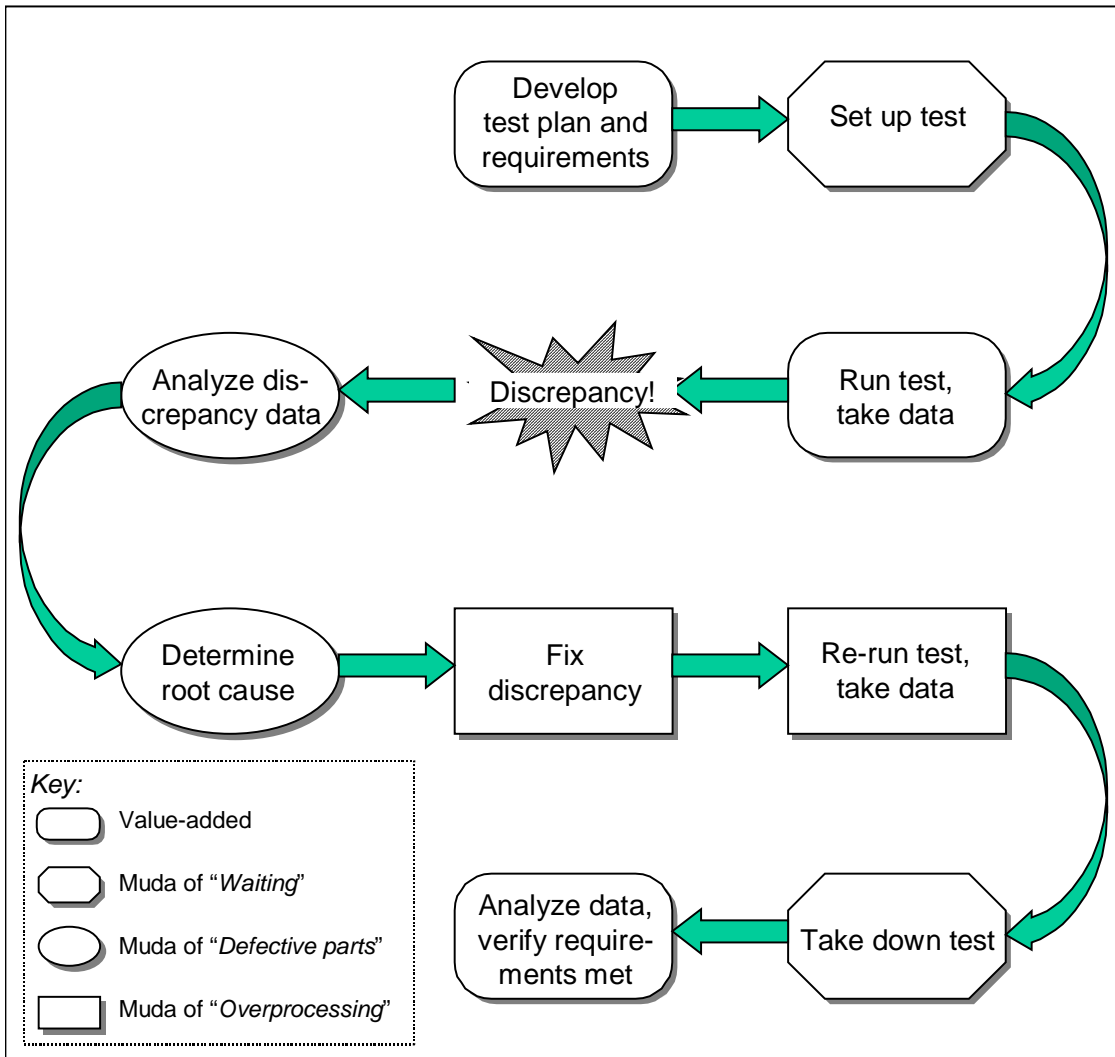 Develop
test plan and
requirements
Set up test
Run test,
take data
Discrepancy!
Analyze dis-
crepancy data
Determine
root cause
Fix
discrepancy
Re-run test,
take data
Take down test
Analyze data,
verify require-
ments met
Key:
Value-added
Muda of “Waiting”
Muda of “Defective parts”
Muda of “Overprocessing”